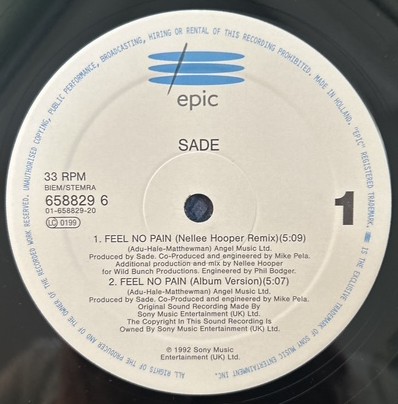 UNAUTHORISED COPYING, PUBLIC PERFORMANCE, BROADCASTING, HIRING OR RENTAL OF THIS RECORDING PROHIBITED. MADE IN HOLLAND. "EPIC" REGISTERED TRADEMARK.
epic
SADE
33 RPM
BIEM/STEMRA
658829 6
01-658829-20
LC 0199
1
1. FEEL NO PAIN (Nellee Hooper Remix)(5:09)
(Adu-Hale-Matthewman) Angel Music Ltd.
Produced by Sade. Co-Produced and engineered by Mike Pela.
Additional production and mix by Nellee Hooper
for Wild Bunch Productions. Engineered by Phil Bodger.
2. FEEL NO PAIN (Album Version)(5:07)
(Adu-Hale-Matthewman) Angel Music Ltd.
Produced by Sade. Co-Produced and engineered by Mike Pela.
Original Sound Recording Made By
Sony Music Entertainment (UK) Ltd.
The Copyright In This Sound Recording Is
Owned By Sony Music Entertainment (UK) Ltd.
℗ 1992 Sony Music
Entertainment (UK) Ltd.
ALL RIGHTS OF THE PRODUCER AND OF THE OWNER OF THE RECORDED WORK RESERVED.
IS THE EXCLUSIVE TRADEMARK OF SONY MUSIC ENTERTAINMENT INC.